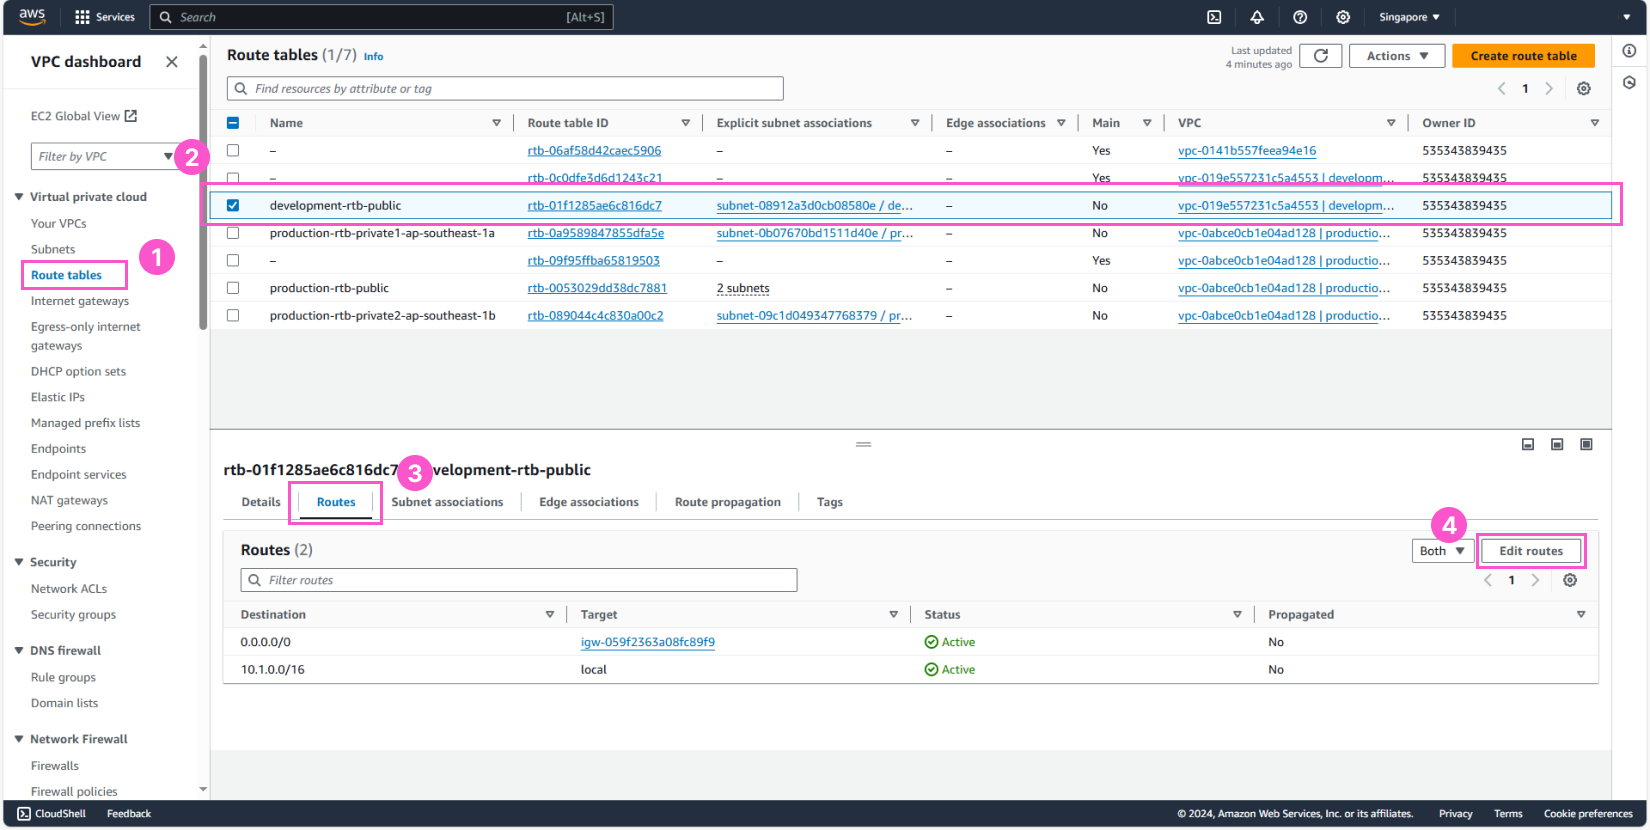 aws Services Search [Alt+S] Singapore
VPC dashboard
EC2 Global View
Filter by VPC
2
Virtual private cloud
Your VPCs
Subnets
1
Route tables
Internet gateways
Egress-only internet
gateways
DHCP option sets
Elastic IPs
Managed prefix lists
Endpoints
Endpoint services
NAT gateways
Peering connections
Security
Network ACLs
Security groups
DNS firewall
Rule groups
Domain lists
Network Firewall
Firewalls
Firewall policies
Route tables (1/7) Info
Last updated
4 minutes ago
Actions
Create route table
Find resources by attribute or tag
1
Name Route table ID Explicit subnet associations Edge associations Main VPC Owner ID
– rtb-06af58d42caec5906 – – Yes vpc-0141b557feea94e16 535343839435
– rtb-0c0dfe3d6d1243c21 – – Yes vpc-019e557231c5a4553 | developm... 535343839435
development-rtb-public rtb-01f1285ae6c816dc7 subnet-08912a3d0cb08580e / de... – No vpc-019e557231c5a4553 | developm... 535343839435
production-rtb-private1-ap-southeast-1a rtb-0a9589847855dfa5e subnet-0b07670bd1511d40e / pr... – No vpc-0abce0cb1e04ad128 | productio... 535343839435
– rtb-09f95ffba65819503 – – Yes vpc-0abce0cb1e04ad128 | productio... 535343839435
production-rtb-public rtb-0053029dd38dc7881 2 subnets – No vpc-0abce0cb1e04ad128 | productio... 535343839435
production-rtb-private2-ap-southeast-1b rtb-089044c4c830a00c2 subnet-09c1d049347768379 / pr... – No vpc-0abce0cb1e04ad128 | productio... 535343839435
rtb-01f1285ae6c816dc7 3 velopment-rtb-public
Details Routes Subnet associations Edge associations Route propagation Tags
4
Routes (2) Both Edit routes
Filter routes
1
Destination Target Status Propagated
0.0.0.0/0 igw-059f2363a08fc89f9 Active No
10.1.0.0/16 local Active No
CloudShell Feedback © 2024, Amazon Web Services, Inc. or its affiliates. Privacy Terms Cookie preferences